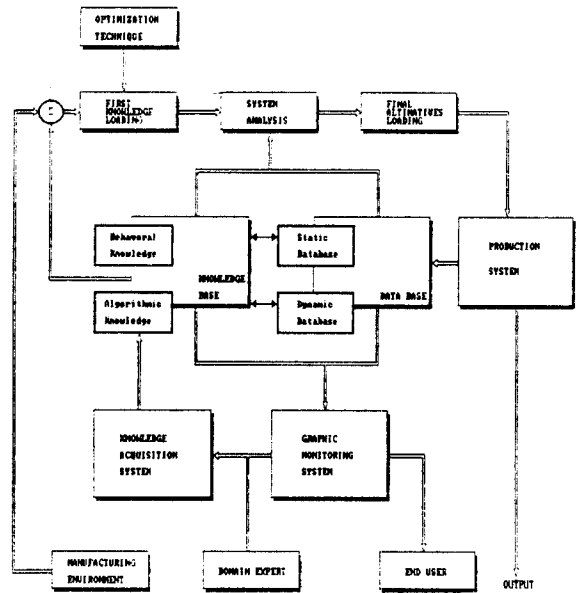 OPTIMIZATION
TECHNIQUE
FIRST
KNOWLEDGE
LOADING
SYSTEM
ANALYSIS
FINAL
ALTINATIVES
LOADING
Behavioral
Knowledge
KNOWLEDGE
BASE
Static
Database
DATA BASE
PRODUCTION
SYSTEM
Algorithmic
Knowledge
Dynamic
Database
KNOWLEDGE
ACQUISITION
SYSTEM
GRAPHIC
MONITORING
SYSTEM
MANUFACTURING
ENVIRONMENT
DOMAIN EXPERT
END USER
OUTPUT